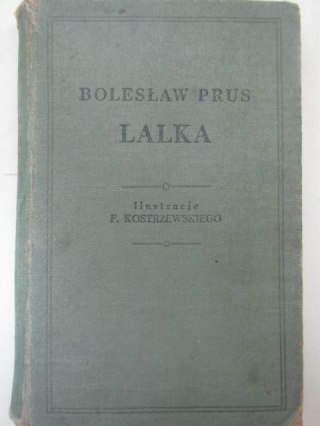 BOLESŁAW PRUS
LALKA
Ilustracje
F. KOSTRZEWSKIEGO